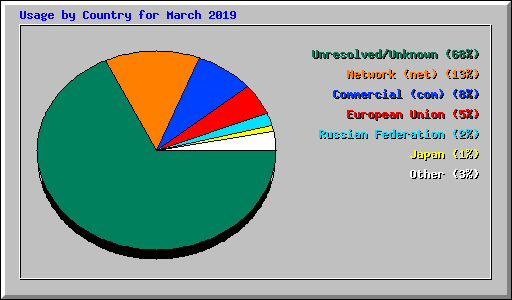 Usage by Country for March 2019
Unresolved/Unknown (68%)
Network (net) (13%)
Commercial (com) (8%)
European Union (5%)
Russian Federation (2%)
Japan (1%)
Other (3%)